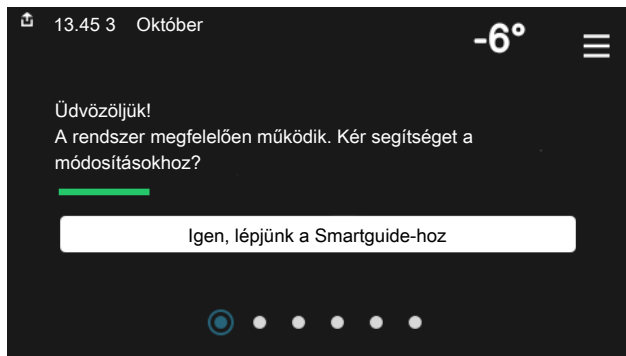 13.45 3 Október
-6°
Üdvözöljük!
A rendszer megfelelően működik. Kér segítséget a
módosításokhoz?
Igen, lépjünk a Smartguide-hoz